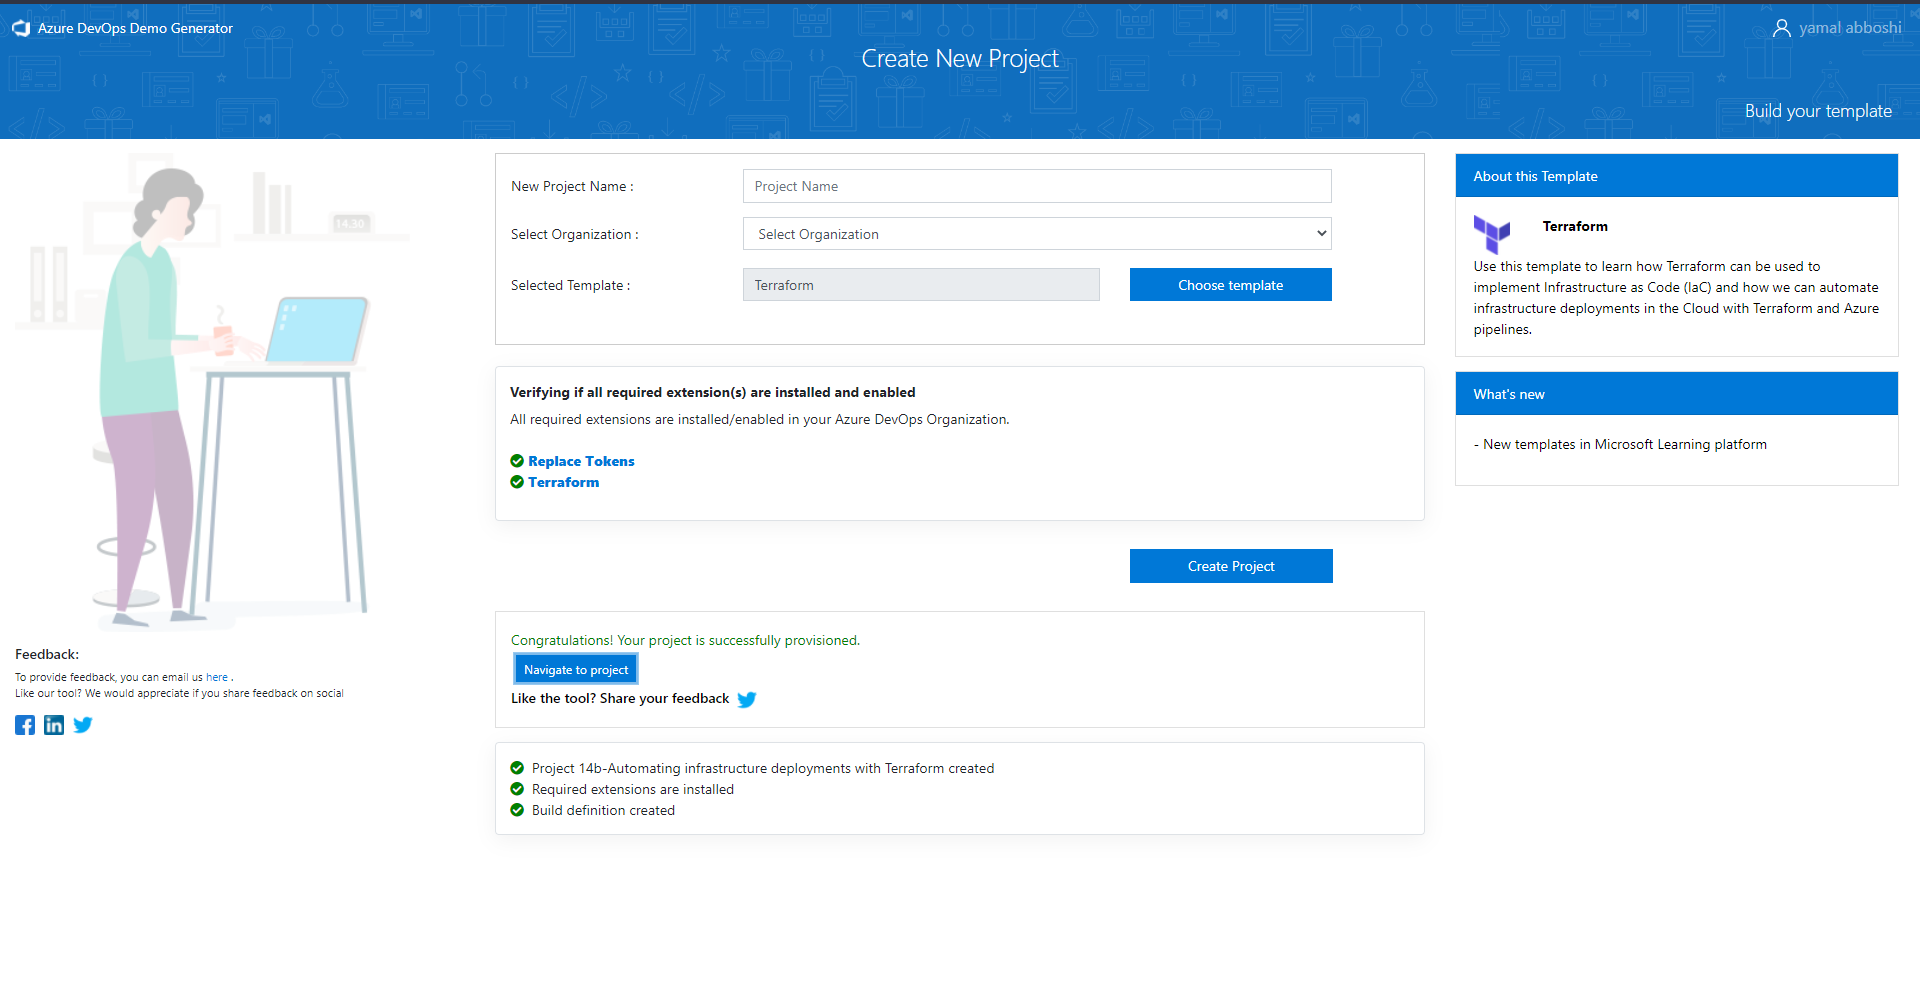 Azure DevOps Demo Generator
yamal abboshi
Create New Project
Build your template
14:30
New Project Name :
Project Name
Select Organization :
Select Organization
Selected Template :
Terraform
Choose template
Verifying if all required extension(s) are installed and enabled
All required extensions are installed/enabled in your Azure DevOps Organization.
Replace Tokens
Terraform
Create Project
Congratulations! Your project is successfully provisioned.
Navigate to project
Like the tool? Share your feedback
Project 14b-Automating infrastructure deployments with Terraform created
Required extensions are installed
Build definition created
About this Template
Terraform
Use this template to learn how Terraform can be used to
implement Infrastructure as Code (IaC) and how we can automate
infrastructure deployments in the Cloud with Terraform and Azure
pipelines.
What's new
- New templates in Microsoft Learning platform
Feedback:
To provide feedback, you can email us here .
Like our tool? We would appreciate if you share feedback on social